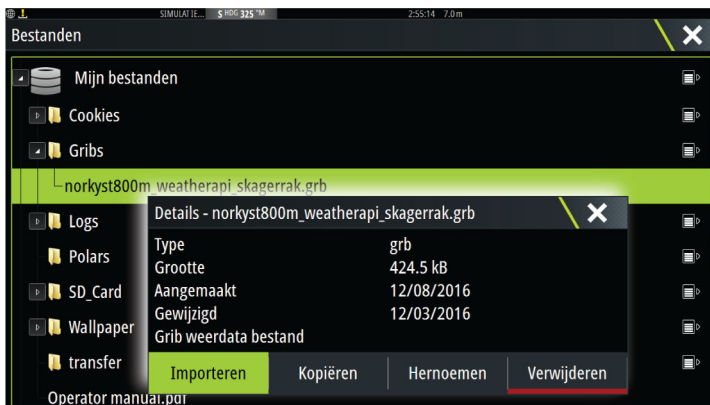 SIMULATIE... S HDG 325 °M 2:55:14 7.0 m
Bestanden
Mijn bestanden
Cookies
Gribs
norkyst800m_weatherapi_skagerrak.grb
Details - norkyst800m_weatherapi_skagerrak.grb
Logs
Type grb
Grootte 424.5 kB
Polars
Aangemaakt 12/08/2016
SD_Card
Gewijzigd 12/03/2016
Wallpaper
Grib weerdata bestand
transfer
Importeren Kopiëren Hernoemen Verwijderen
Operator manual.pdf